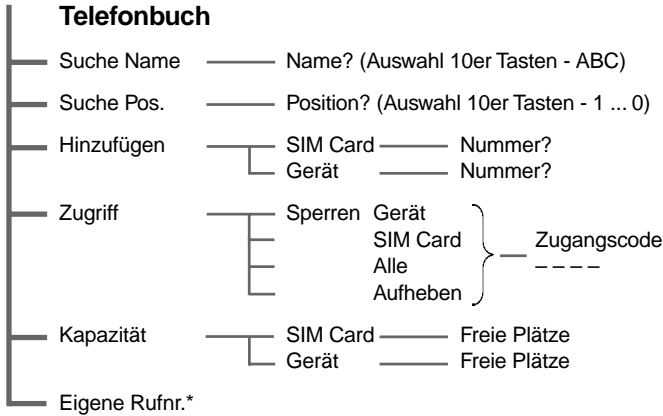 Telefonbuch
Suche Name Name? (Auswahl 10er Tasten - ABC)
Suche Pos. Position? (Auswahl 10er Tasten - 1 ... 0)
Hinzufügen SIM Card Nummer?
Gerät Nummer?
Zugriff Sperren Gerät
SIM Card Zugangscode
Alle – – – –
Aufheben
Kapazität SIM Card Freie Plätze
Gerät Freie Plätze
Eigene Rufnr.*